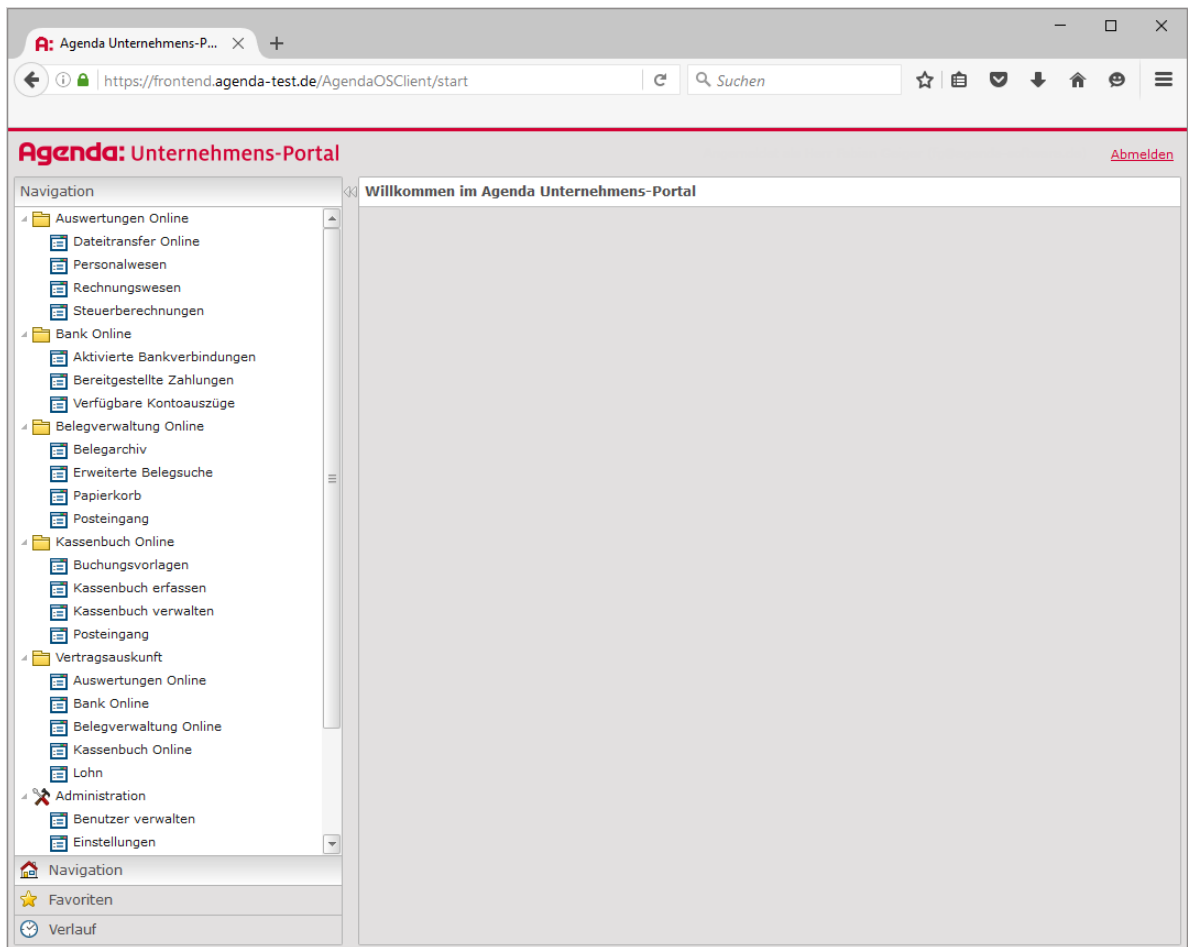 Agenda: Agenda Unternehmens-P...
https://frontend.agenda-test.de/AgendaOSClient/start
Suchen
Agenda: Unternehmens-Portal
Abmelden
Navigation
Willkommen im Agenda Unternehmens-Portal
Auswertungen Online
Dateitransfer Online
Personalwesen
Rechnungswesen
Steuerberechnungen
Bank Online
Aktivierte Bankverbindungen
Bereitgestellte Zahlungen
Verfügbare Kontoauszüge
Belegverwaltung Online
Belegarchiv
Erweiterte Belegsuche
Papierkorb
Posteingang
Kassenbuch Online
Buchungsvorlagen
Kassenbuch erfassen
Kassenbuch verwalten
Posteingang
Vertragsauskunft
Auswertungen Online
Bank Online
Belegverwaltung Online
Kassenbuch Online
Lohn
Administration
Benutzer verwalten
Einstellungen
Navigation
Favoriten
Verlauf